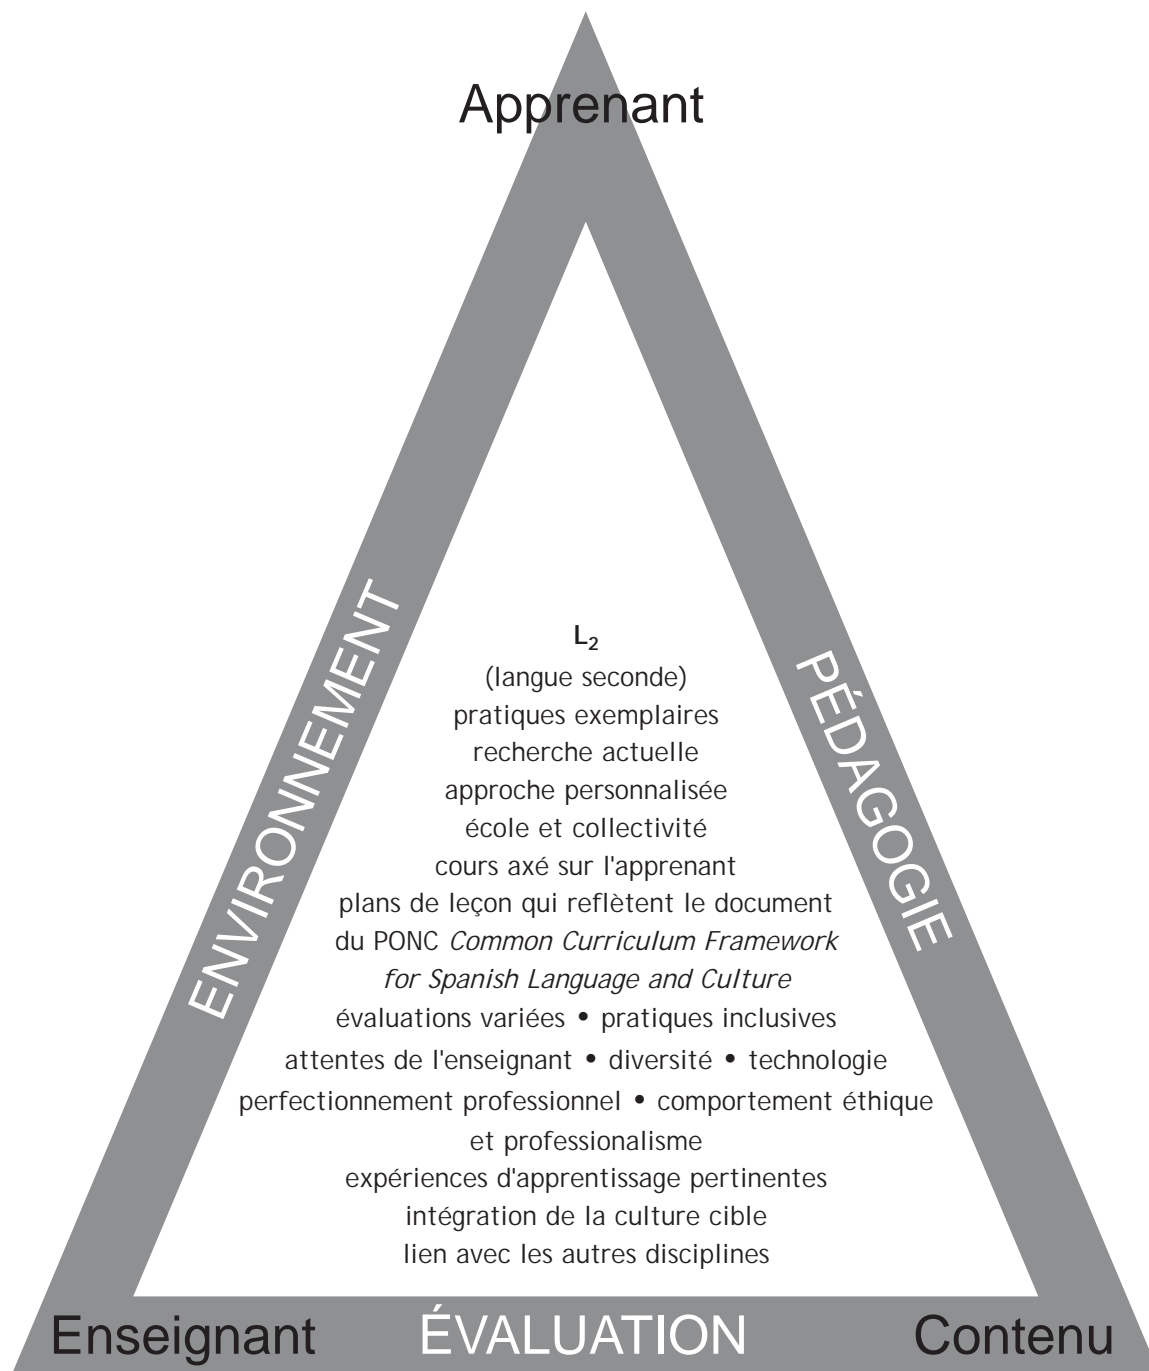 Apprenant
ENVIRONNEMENT
PÉDAGOGIE
L₂
(langue seconde)
pratiques exemplaires
recherche actuelle
approche personnalisée
école et collectivité
cours axé sur l'apprenant
plans de leçon qui reflètent le document
du PONC Common Curriculum Framework
for Spanish Language and Culture
évaluations variées • pratiques inclusives
attentes de l'enseignant • diversité • technologie
perfectionnement professionnel • comportement éthique
et professionalisme
expériences d'apprentissage pertinentes
intégration de la culture cible
lien avec les autres disciplines
Enseignant ÉVALUATION Contenu